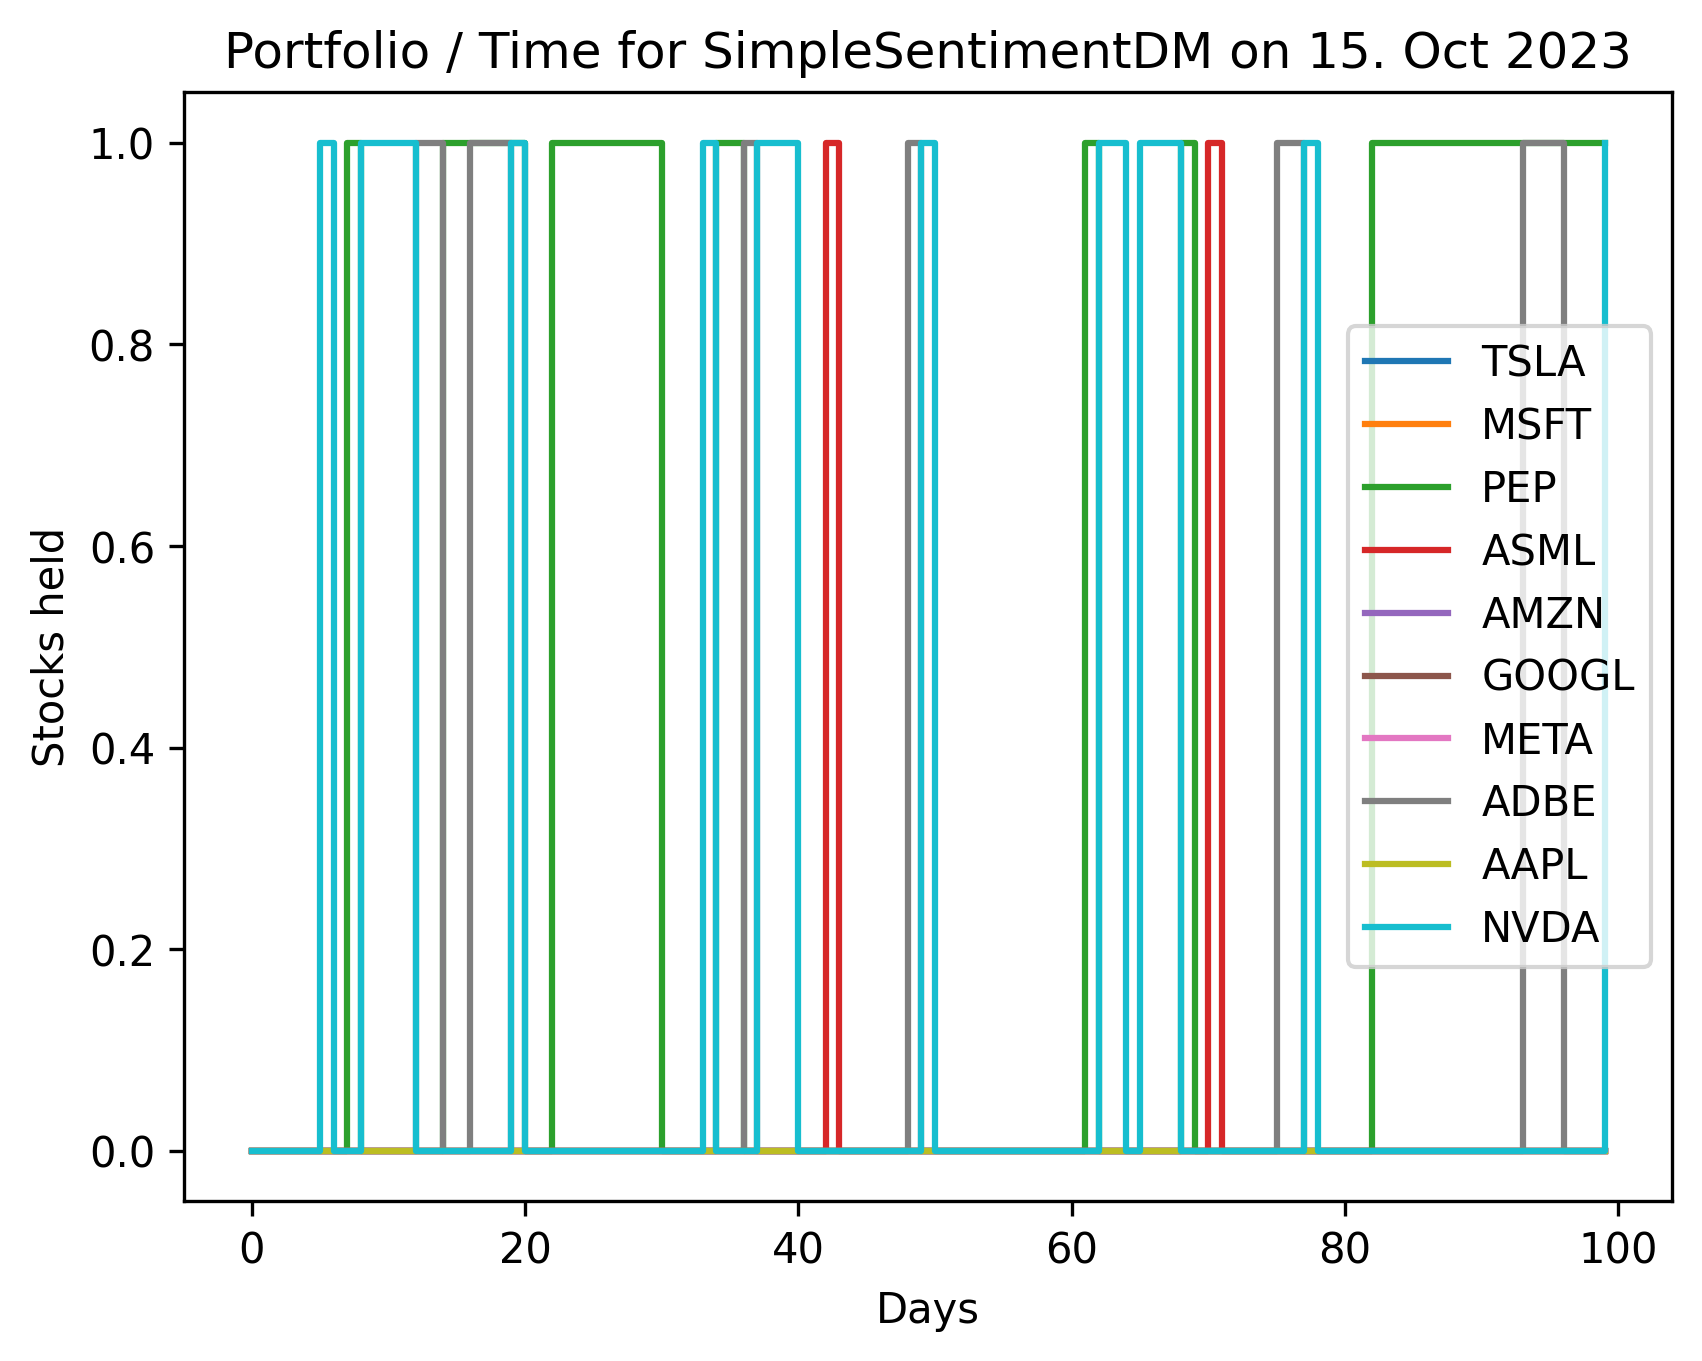 Portfolio / Time for SimpleSentimentDM on 15. Oct 2023
1.0
0.8
0.6
0.4
0.2
0.0
Stocks held
TSLA
MSFT
PEP
ASML
AMZN
GOOGL
META
ADBE
AAPL
NVDA
0 20 40 60 80 100
Days